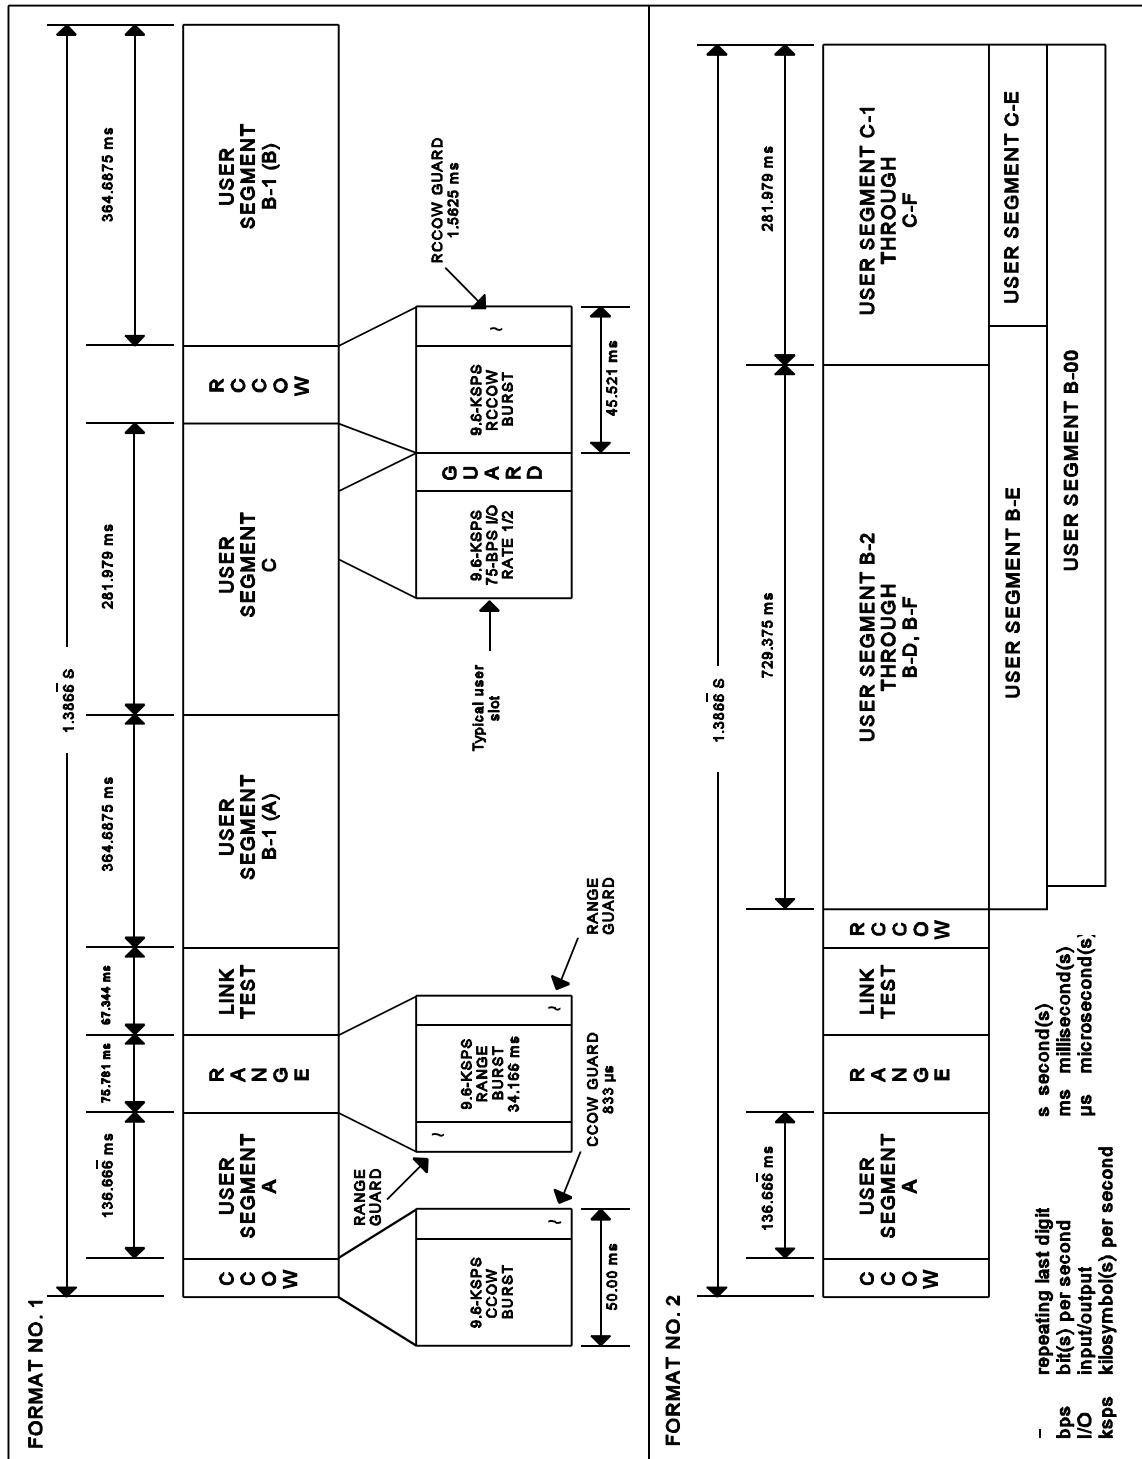 FORMAT NO. 1
1.3866̅ S
136.666̅ ms
75.781 ms
67.344 ms
364.6875 ms
281.979 ms
364.6875 ms
CCOW
USER
SEGMENT
A
RANGE
LINK
TEST
USER
SEGMENT
B-1 (A)
USER
SEGMENT
C
RCCOW
USER
SEGMENT
B-1 (B)
9.6-KSPS
CCOW
BURST
~
50.00 ms
CCOW GUARD
833 µs
RANGE
GUARD
~
9.6-KSPS
RANGE
BURST
34.166 ms
~
RANGE
GUARD
Typical user
slot
9.6-KSPS
75-BPS I/O
RATE 1/2
GUARD
9.6-KSPS
RCCOW
BURST
~
45.521 ms
RCCOW GUARD
1.5625 ms
FORMAT NO. 2
1.3866̅ S
136.666̅ ms
729.375 ms
281.979 ms
CCOW
USER
SEGMENT
A
RANGE
LINK
TEST
RCCOW
USER SEGMENT B-2
THROUGH
B-D, B-F
USER SEGMENT C-1
THROUGH
C-F
USER SEGMENT B-E
USER SEGMENT C-E
USER SEGMENT B-00
– repeating last digit
bps bit(s) per second
I/O input/output
ksps kilosymbol(s) per second
s second(s)
ms millisecond(s)
µs microsecond(s)